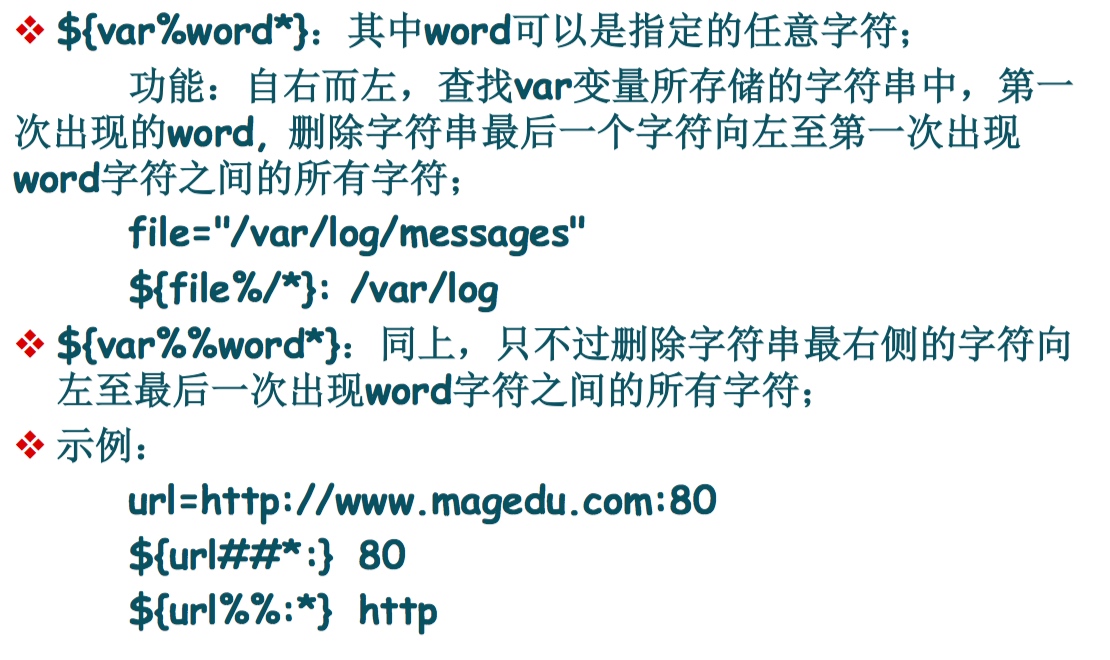 ${var%word*}：其中word可以是指定的任意字符；
功能：自右而左，查找var变量所存储的字符串中，第一
次出现的word, 删除字符串最后一个字符向左至第一次出现
word字符之间的所有字符；
file="/var/log/messages"
${file%/*}: /var/log
${var%%word*}：同上，只不过删除字符串最右侧的字符向
左至最后一次出现word字符之间的所有字符；
示例：
url=http://www.magedu.com:80
${url##*:} 80
${url%%:*} http